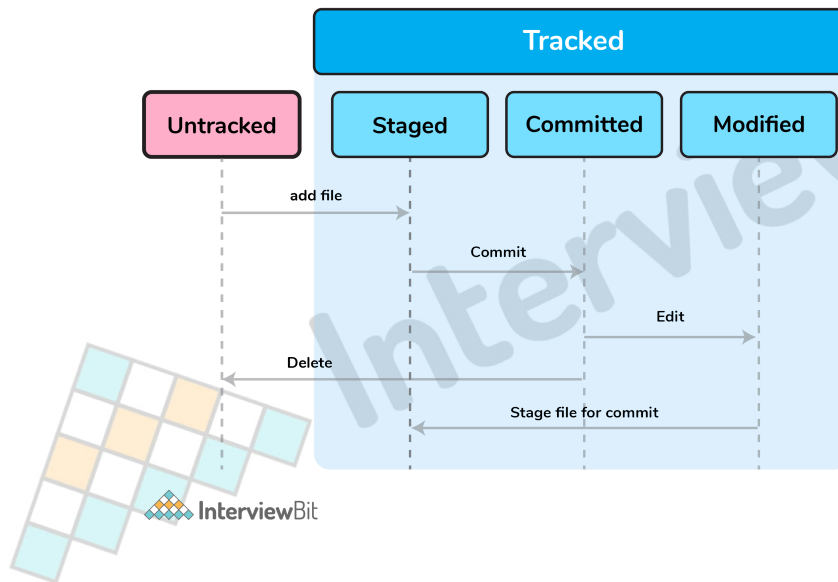 Tracked
Untracked
Staged
Committed
Modified
add file
Commit
Edit
Delete
Stage file for commit
InterviewBit
Interview